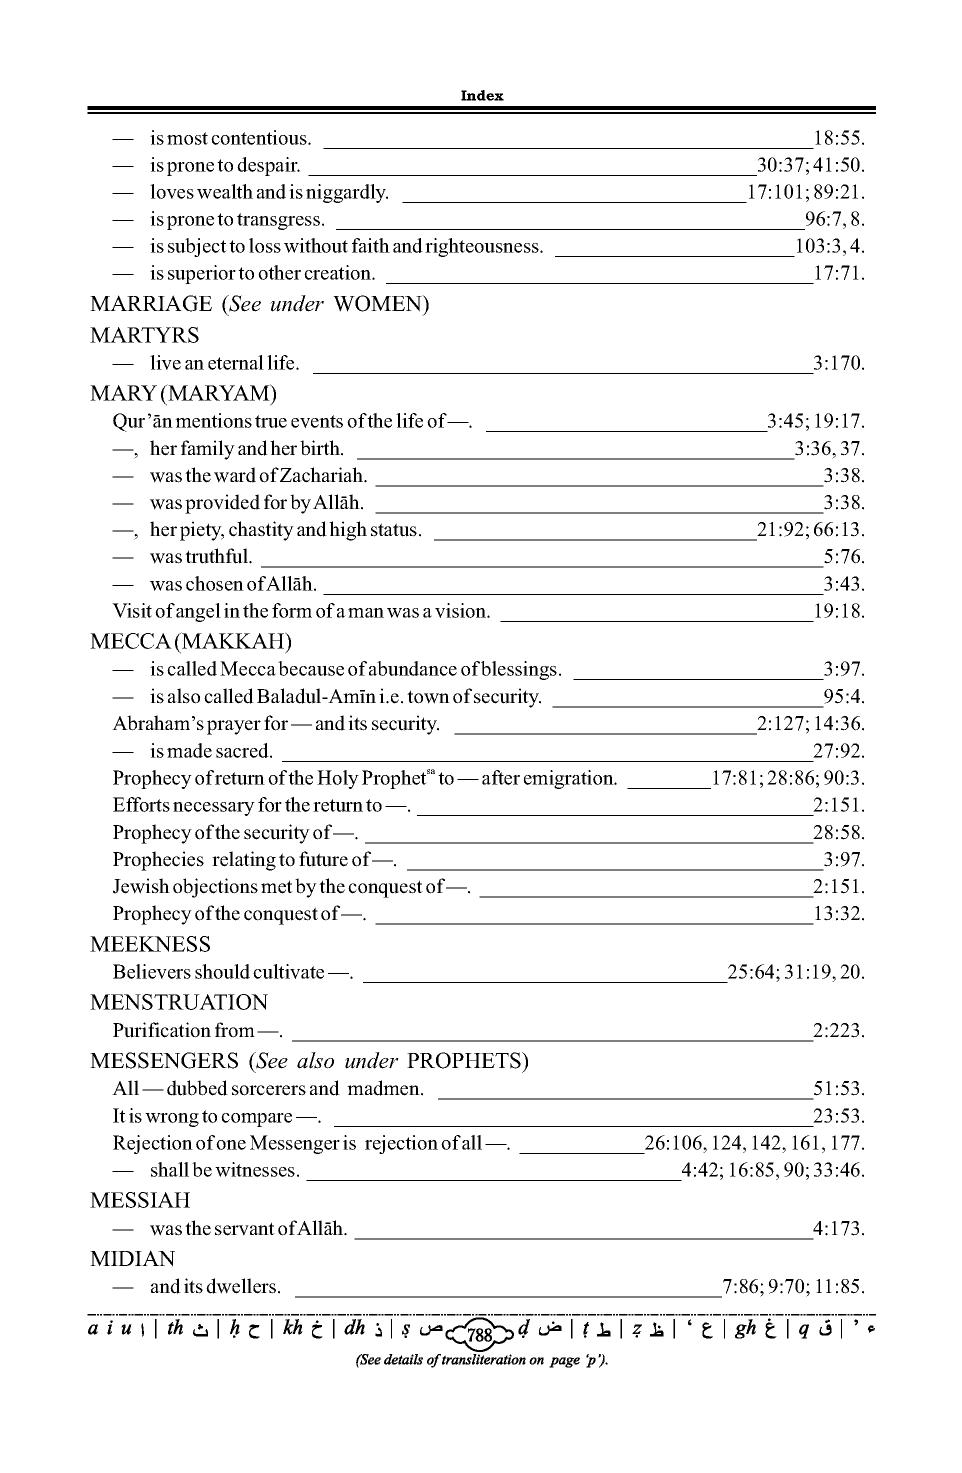 Index
— is most contentious. 18:55.
— is prone to despair. 30:37; 41:50.
— loves wealth and is niggardly. 17:101; 89:21.
— is prone to transgress. 96:7, 8.
— is subject to loss without faith and righteousness. 103:3, 4.
— is superior to other creation. 17:71.
MARRIAGE (See under WOMEN)
MARTYRS
— live an eternal life. 3:170.
MARY (MARYAM)
Qur’ān mentions true events of the life of —. 3:45; 19:17.
—, her family and her birth. 3:36, 37.
— was the ward of Zachariah. 3:38.
— was provided for by Allāh. 3:38.
—, her piety, chastity and high status. 21:92; 66:13.
— was truthful. 5:76.
— was chosen of Allāh. 3:43.
Visit of angel in the form of a man was a vision. 19:18.
MECCA (MAKKAH)
— is called Mecca because of abundance of blessings. 3:97.
— is also called Baladul-Amīn i.e. town of security. 95:4.
Abraham’s prayer for — and its security. 2:127; 14:36.
— is made sacred. 27:92.
Prophecy of return of the Holy Prophetsa to — after emigration. 17:81; 28:86; 90:3.
Efforts necessary for the return to —. 2:151.
Prophecy of the security of —. 28:58.
Prophecies relating to future of —. 3:97.
Jewish objections met by the conquest of —. 2:151.
Prophecy of the conquest of —. 13:32.
MEEKNESS
Believers should cultivate —. 25:64; 31:19, 20.
MENSTRUATION
Purification from —. 2:223.
MESSENGERS (See also under PROPHETS)
All — dubbed sorcerers and madmen. 51:53.
It is wrong to compare —. 23:53.
Rejection of one Messenger is rejection of all —. 26:106, 124, 142, 161, 177.
— shall be witnesses. 4:42; 16:85, 90; 33:46.
MESSIAH
— was the servant of Allāh. 4:173.
MIDIAN
— and its dwellers. 7:86; 9:70; 11:85.
a i u ا | th ث | ḥ ح | kh خ | dh ذ | ṣ ص 788 ḍ ض | ṭ ط | ẓ ظ | ‘ ع | gh غ | q ق | ’ ء
(See details of transliteration on page ‘p’).